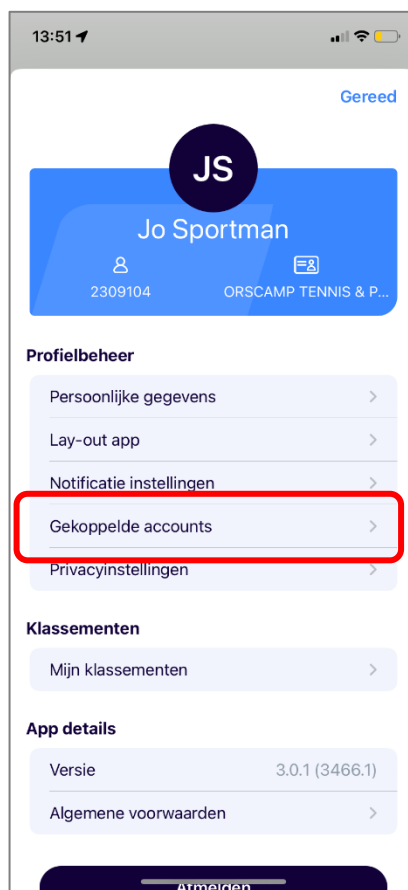 13:51
Gereed
JS
Jo Sportman
2309104 ORSCAMP TENNIS & P...
Profielbeheer
Persoonlijke gegevens
Lay-out app
Notificatie instellingen
Gekoppelde accounts
Privacyinstellingen
Klassementen
Mijn klassementen
App details
Versie 3.0.1 (3466.1)
Algemene voorwaarden
Afmelden